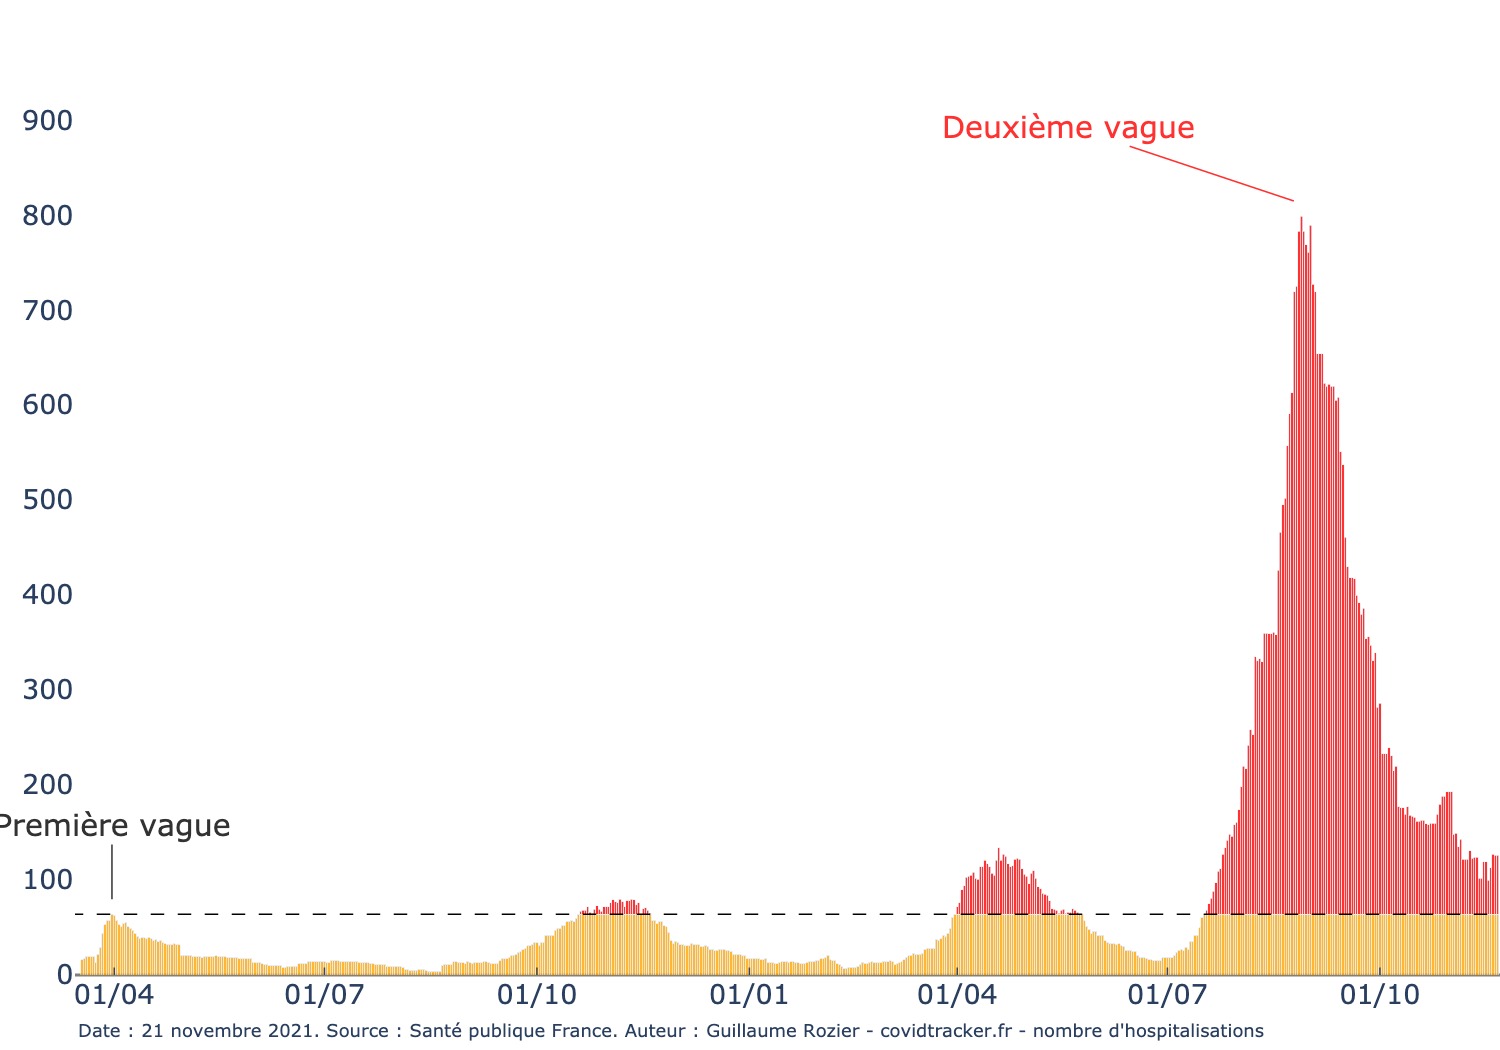 900
Deuxième vague
800
700
600
500
400
300
200
Première vague
100
0
01/04 01/07 01/10 01/01 01/04 01/07 01/10
Date : 21 novembre 2021. Source : Santé publique France. Auteur : Guillaume Rozier - covidtracker.fr - nombre d'hospitalisations